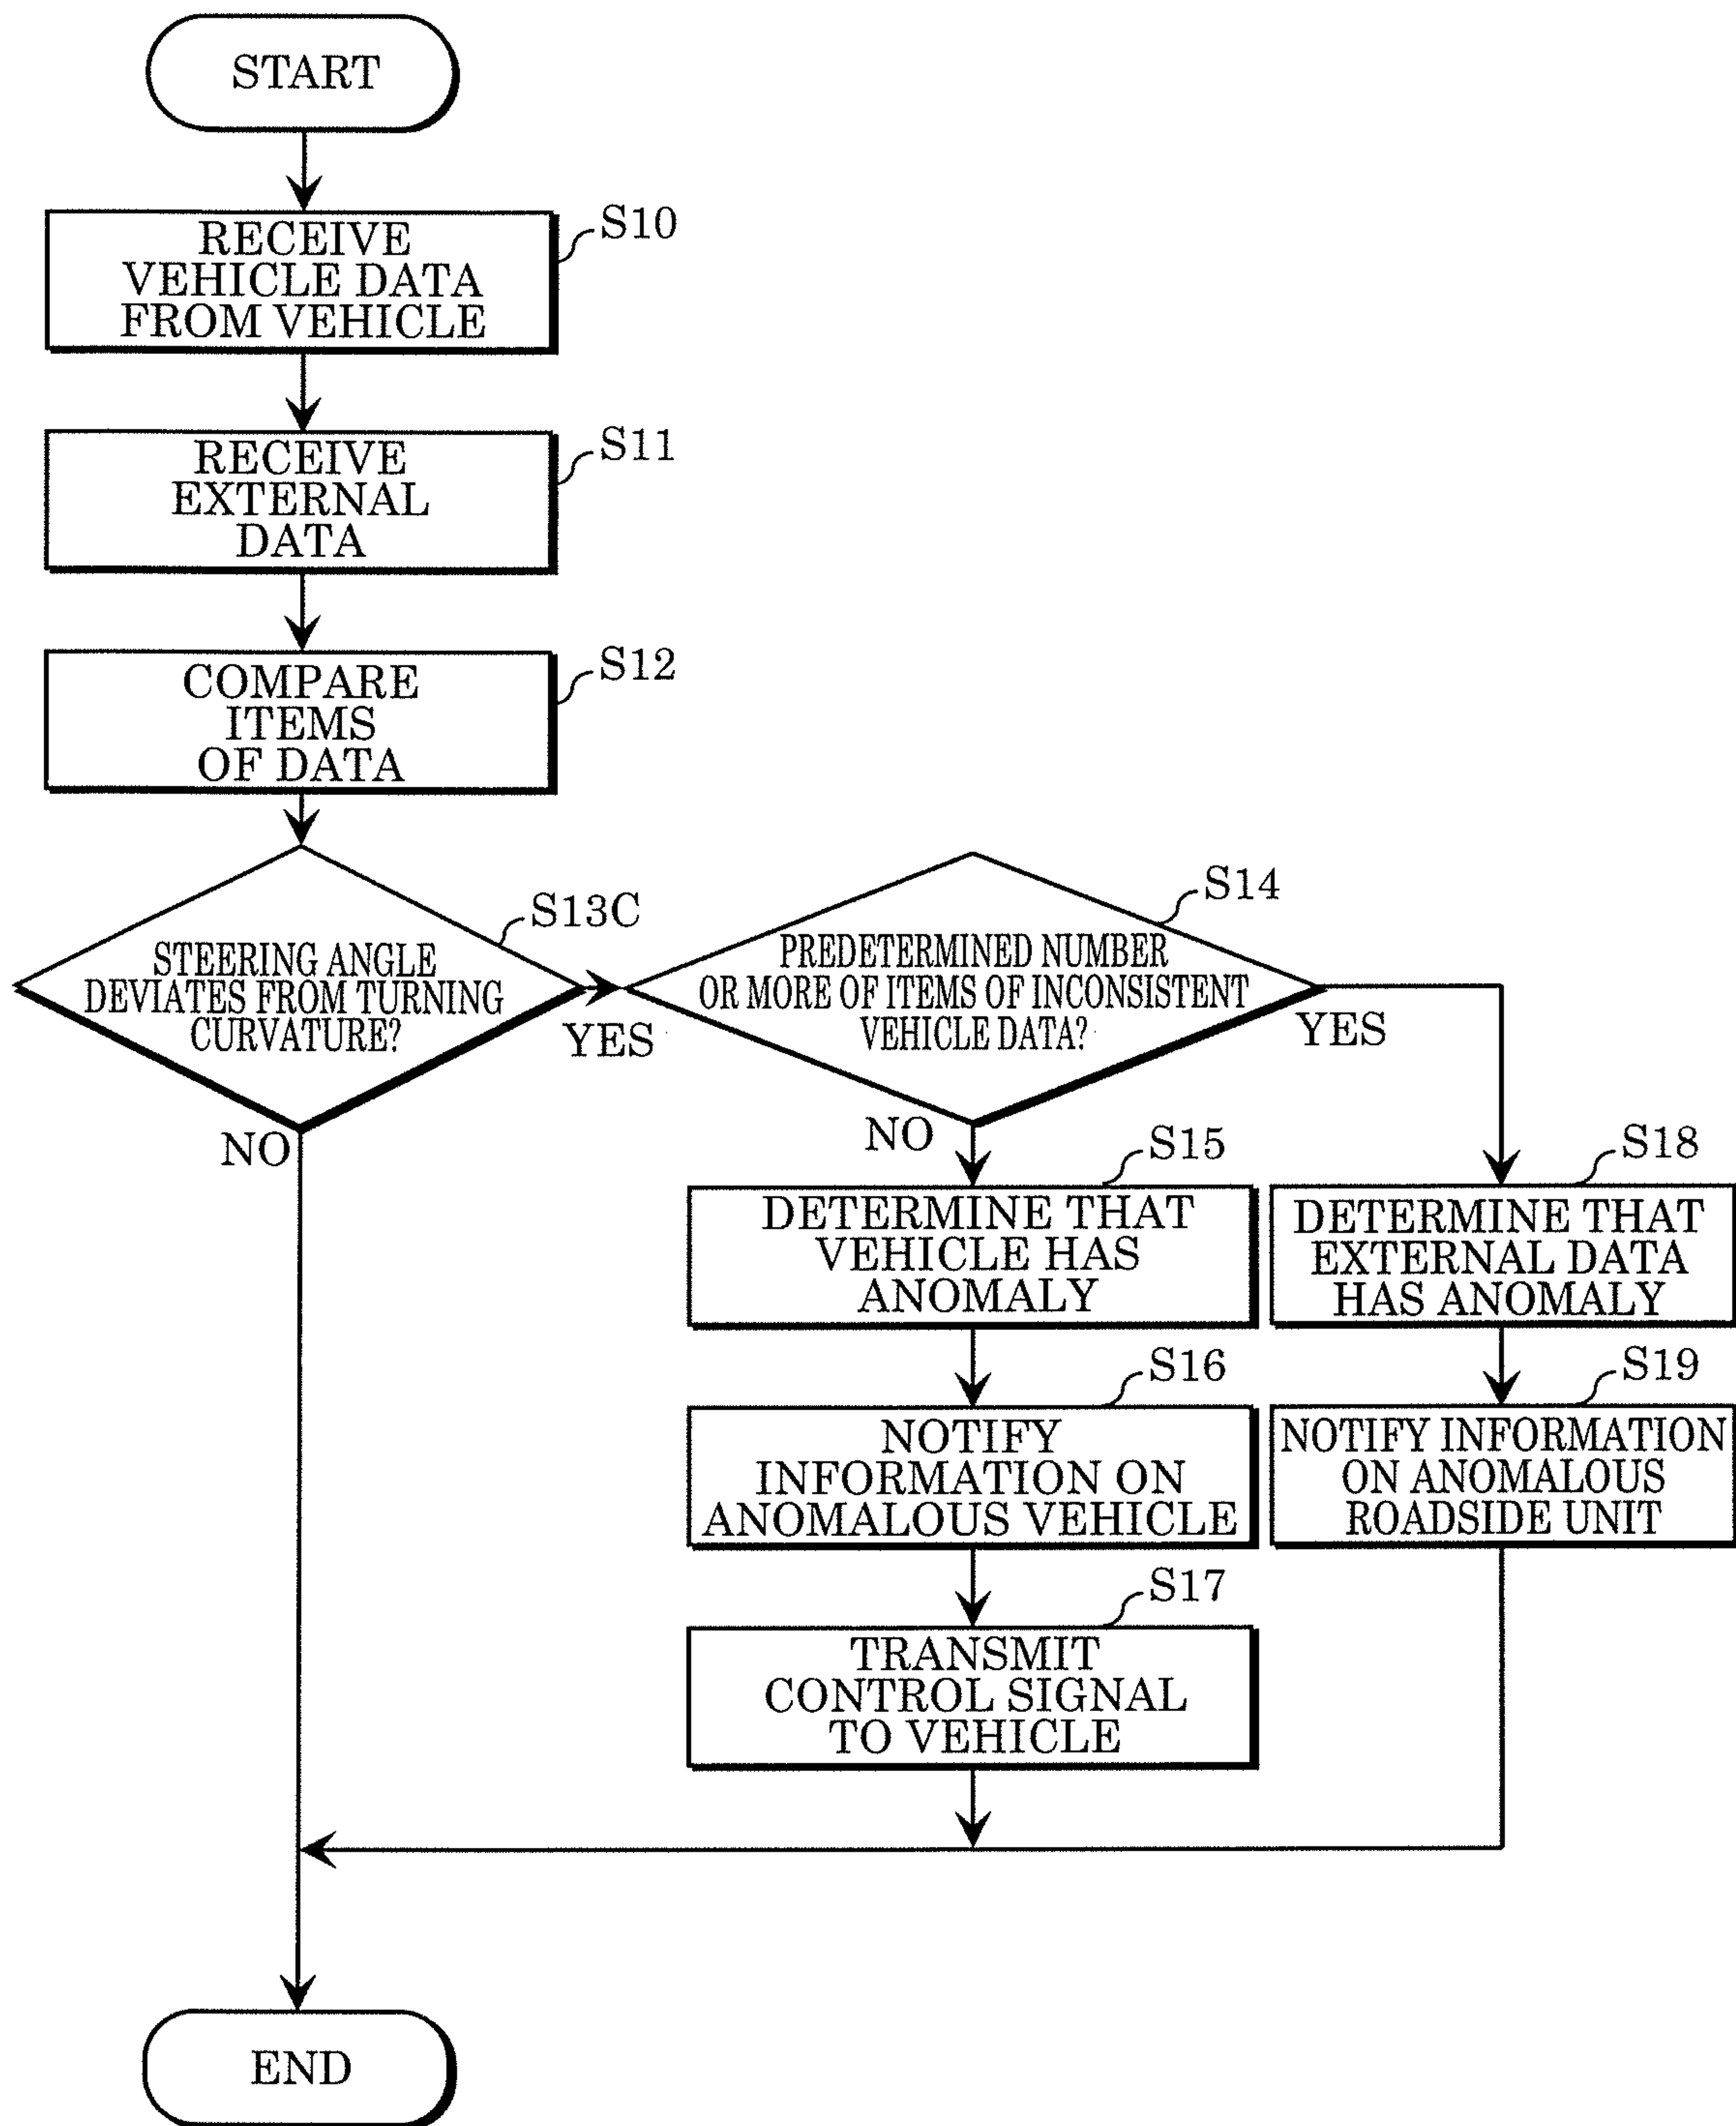 START
RECEIVE
VEHICLE DATA
FROM VEHICLE
S10
RECEIVE
EXTERNAL
DATA
S11
COMPARE
ITEMS
OF DATA
S12
STEERING ANGLE
DEVIATES FROM TURNING
CURVATURE?
S13C
YES
NO
PREDETERMINED NUMBER
OR MORE OF ITEMS OF INCONSISTENT
VEHICLE DATA?
S14
YES
NO
DETERMINE THAT
VEHICLE HAS
ANOMALY
S15
NOTIFY
INFORMATION ON
ANOMALOUS VEHICLE
S16
TRANSMIT
CONTROL SIGNAL
TO VEHICLE
S17
DETERMINE THAT
EXTERNAL DATA
HAS ANOMALY
S18
NOTIFY INFORMATION
ON ANOMALOUS
ROADSIDE UNIT
S19
END